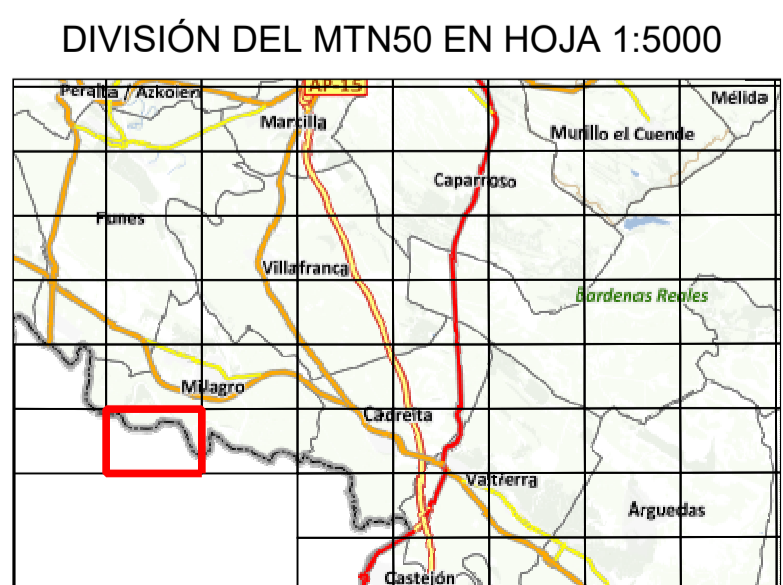 DIVISIÓN DEL MTN50 EN HOJA 1:5000
AP-15
Peralta / Azkoien
Mélida
Marcilla
Murillo el Cuende
Caparroso
Funes
Villafranca
Bardenas Reales
Milagro
Cadreita
Valtierra
Arguedas
Castejón